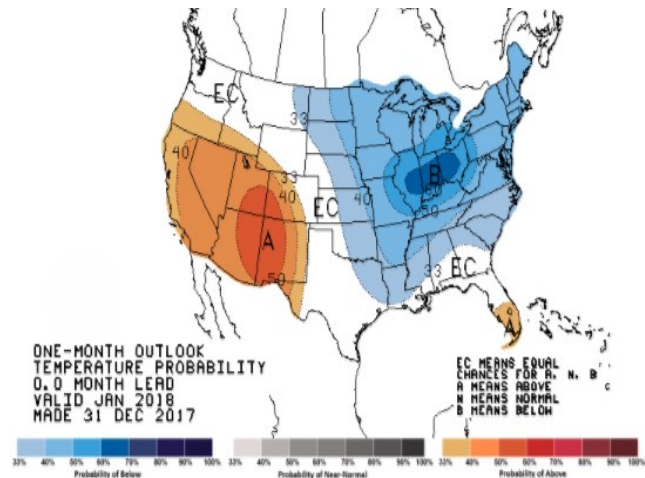 EC
33
40
33
40
EC
A
50
40
B
50
33
EC
A
ONE-MONTH OUTLOOK
TEMPERATURE PROBABILITY
0.0 MONTH LEAD
VALID JAN 2018
MADE 31 DEC 2017
EC MEANS EQUAL
CHANCES FOR A, N, B
A MEANS ABOVE
N MEANS NORMAL
B MEANS BELOW
33% 40% 50% 60% 70% 80% 90% 100%
Probability of Below
33% 40% 50% 60% 70% 80% 90% 100%
Probability of Near-Normal
33% 40% 50% 60% 70% 80% 90% 100%
Probability of Above